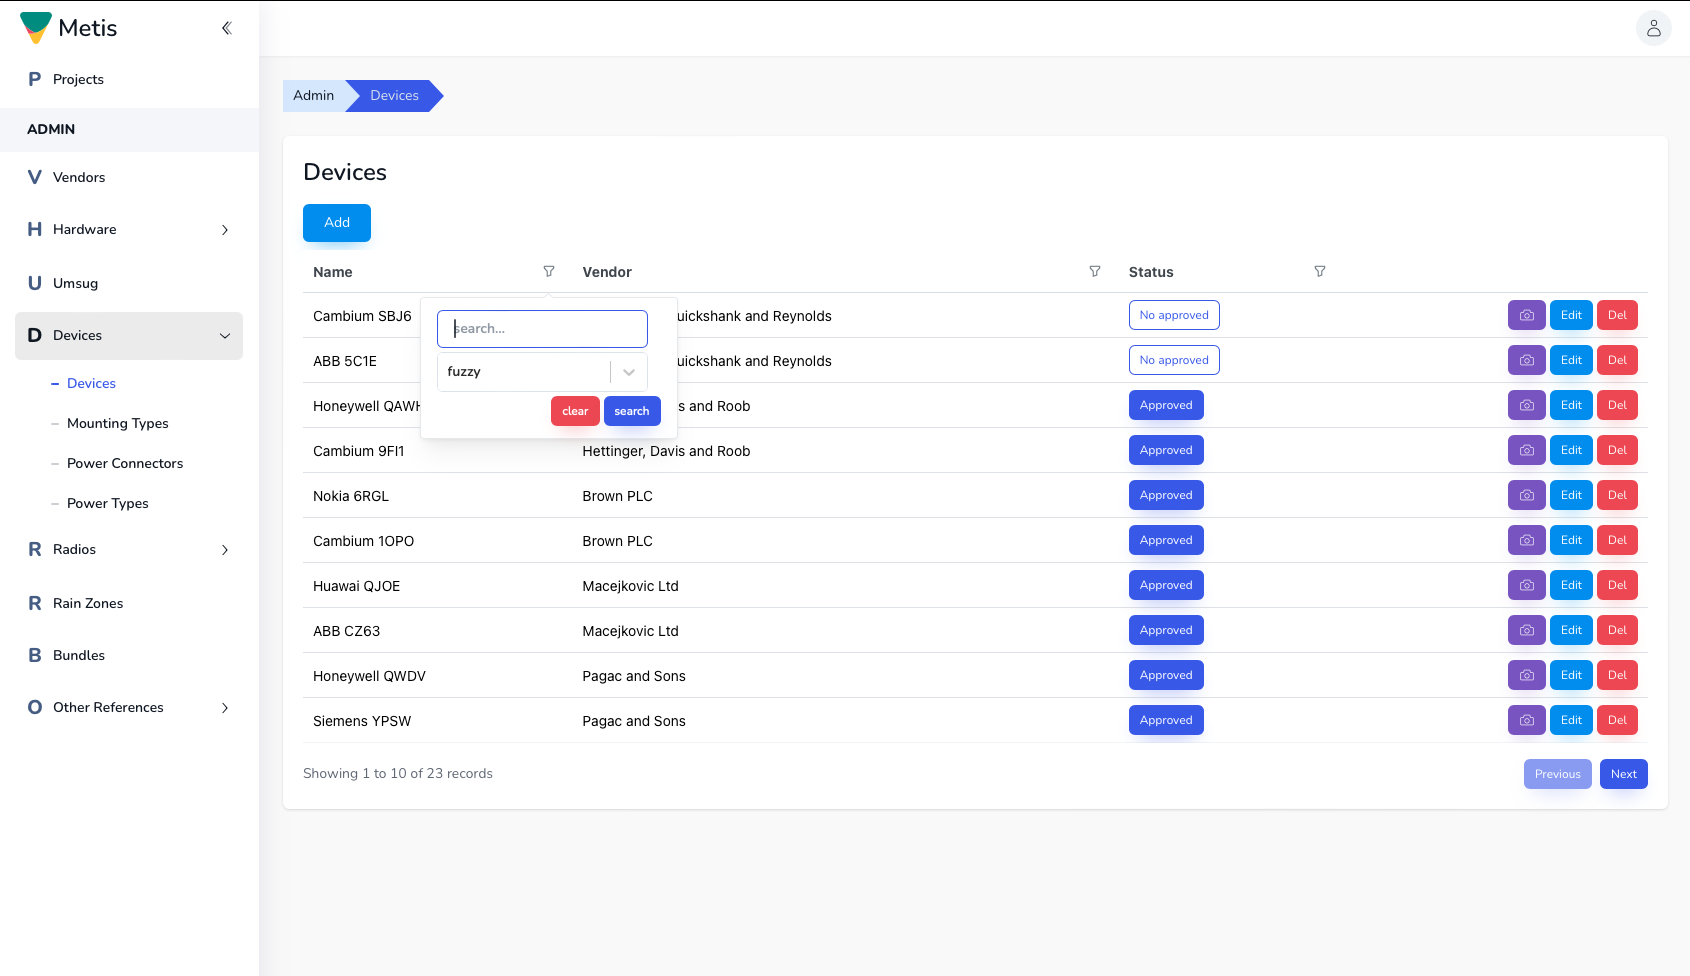 Metis
P Projects
ADMIN
V Vendors
H Hardware
U Umsug
D Devices
Devices
Mounting Types
Power Connectors
Power Types
R Radios
R Rain Zones
B Bundles
O Other References
Admin Devices
Devices
Add
Name Vendor Status
Cambium SBJ6 and Reynolds No approved Edit Del
ABB 5C1E and Reynolds No approved Edit Del
Honeywell and Roob Approved Edit Del
Cambium 9FI1 Hettinger, Davis and Roob Approved Edit Del
Nokia 6RGL Brown PLC Approved Edit Del
Cambium 1OPO Brown PLC Approved Edit Del
Huawai QJOE Macejkovic Ltd Approved Edit Del
ABB CZ63 Macejkovic Ltd Approved Edit Del
Honeywell QWDV Pagac and Sons Approved Edit Del
Siemens YPSW Pagac and Sons Approved Edit Del
search...
fuzzy
clear search
Showing 1 to 10 of 23 records
Previous Next